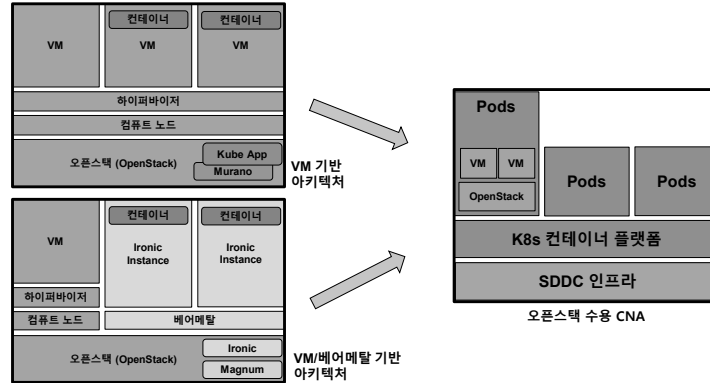 컨테이너
컨테이너
VM
VM
VM
하이퍼바이저
컴퓨트 노드
오픈스택 (OpenStack)
Kube App
Murano
VM 기반
아키텍처
컨테이너
컨테이너
VM
Ironic
Instance
Ironic
Instance
하이퍼바이저
컴퓨트 노드
베어메탈
오픈스택 (OpenStack)
Ironic
Magnum
VM/베어메탈 기반
아키텍처
Pods
VM
VM
OpenStack
Pods
Pods
K8s 컨테이너 플랫폼
SDDC 인프라
오픈스택 수용 CNA